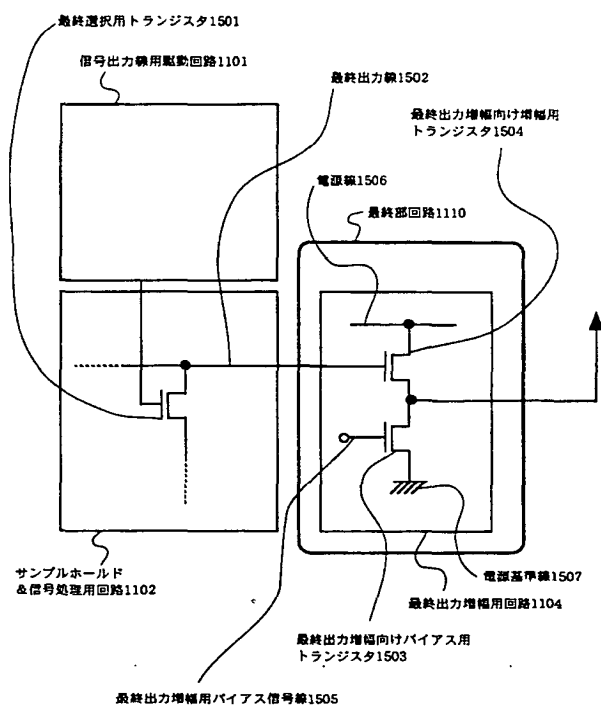 最終選択用トランジスタ1501
信号出力線用駆動回路1101
最終出力線1502
最終出力増幅向け増幅用
トランジスタ1504
電源線1506
最終部回路1110
サンプルホールド
&信号処理用回路1102
電源基準線1507
最終出力増幅用回路1104
最終出力増幅向けバイアス用
トランジスタ1503
最終出力増幅用バイアス信号線1505